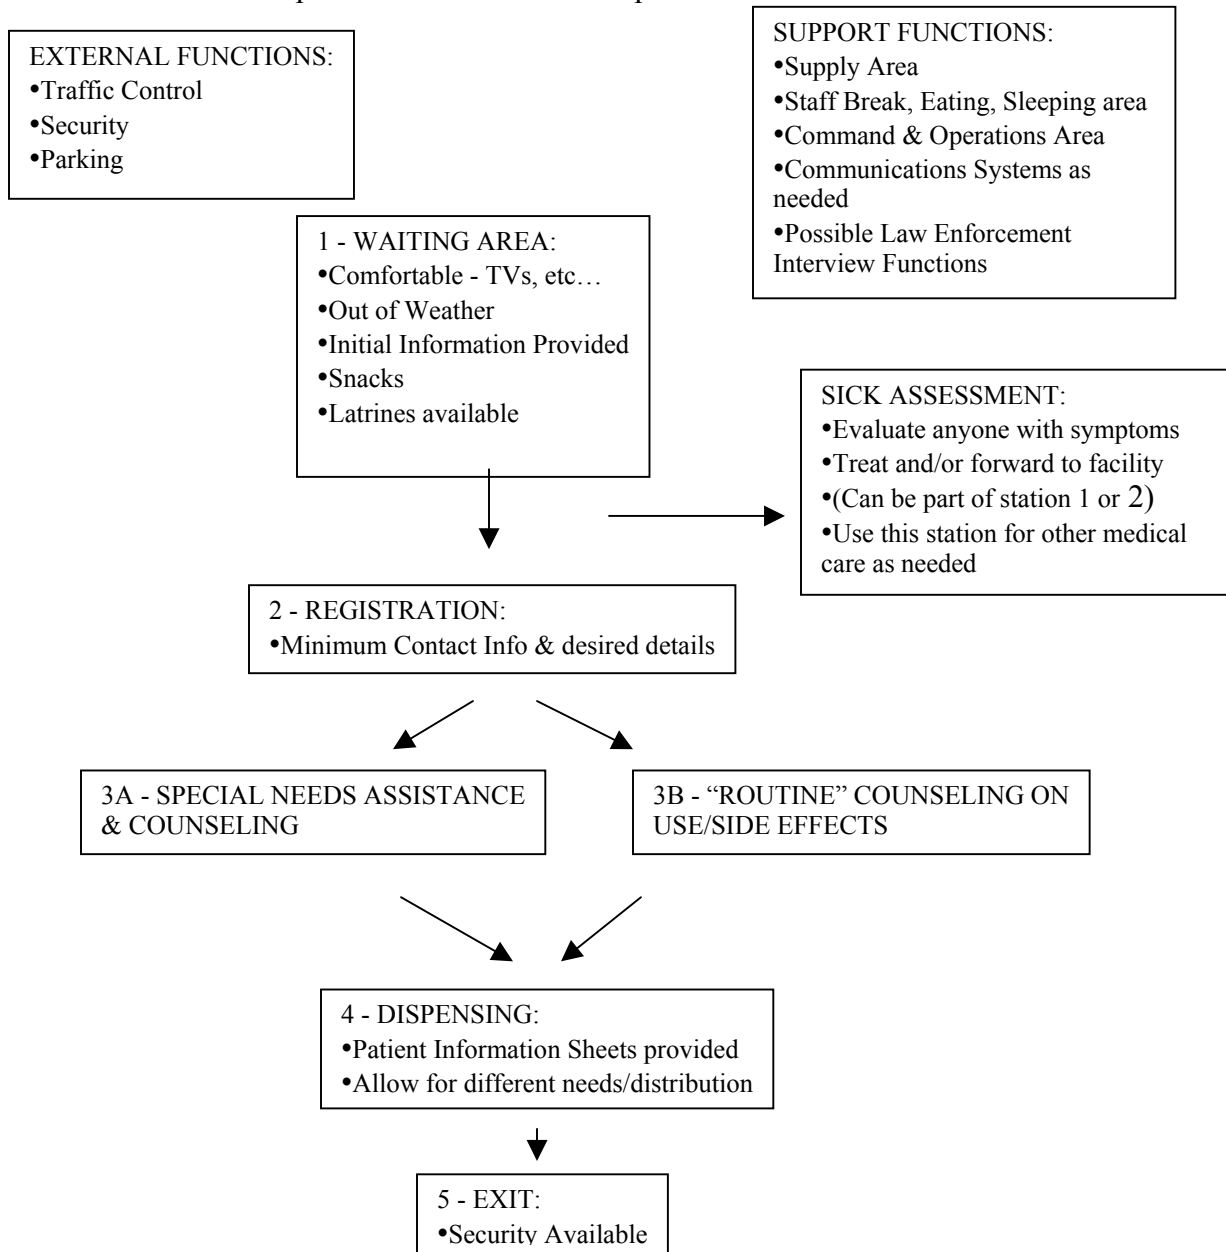 EXTERNAL FUNCTIONS:
•Traffic Control
•Security
•Parking
SUPPORT FUNCTIONS:
•Supply Area
•Staff Break, Eating, Sleeping area
•Command & Operations Area
•Communications Systems as
needed
•Possible Law Enforcement
Interview Functions
1 - WAITING AREA:
•Comfortable - TVs, etc…
•Out of Weather
•Initial Information Provided
•Snacks
•Latrines available
SICK ASSESSMENT:
•Evaluate anyone with symptoms
•Treat and/or forward to facility
•(Can be part of station 1 or 2)
•Use this station for other medical
care as needed
2 - REGISTRATION:
•Minimum Contact Info & desired details
3A - SPECIAL NEEDS ASSISTANCE
& COUNSELING
3B - “ROUTINE” COUNSELING ON
USE/SIDE EFFECTS
4 - DISPENSING:
•Patient Information Sheets provided
•Allow for different needs/distribution
5 - EXIT:
•Security Available